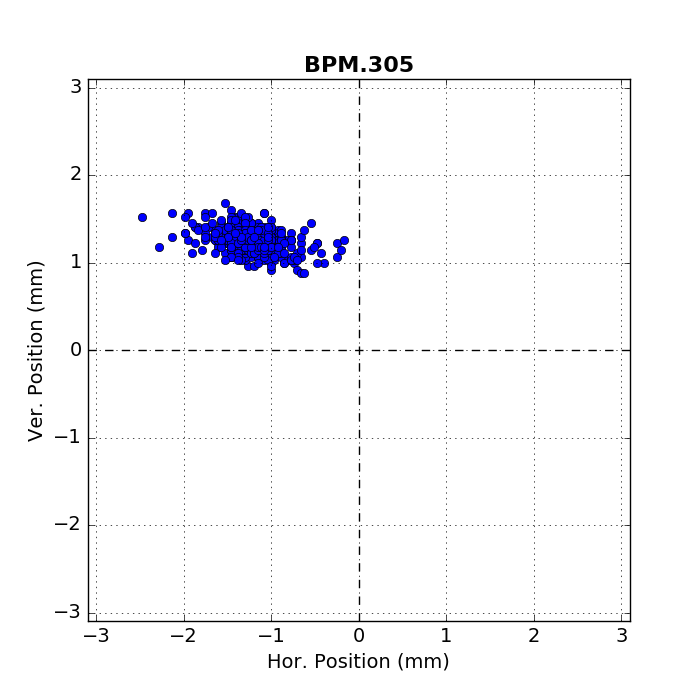 BPM.305
3
2
1
0
−1
−2
−3
Ver. Position (mm)
−3 −2 −1 0 1 2 3
Hor. Position (mm)